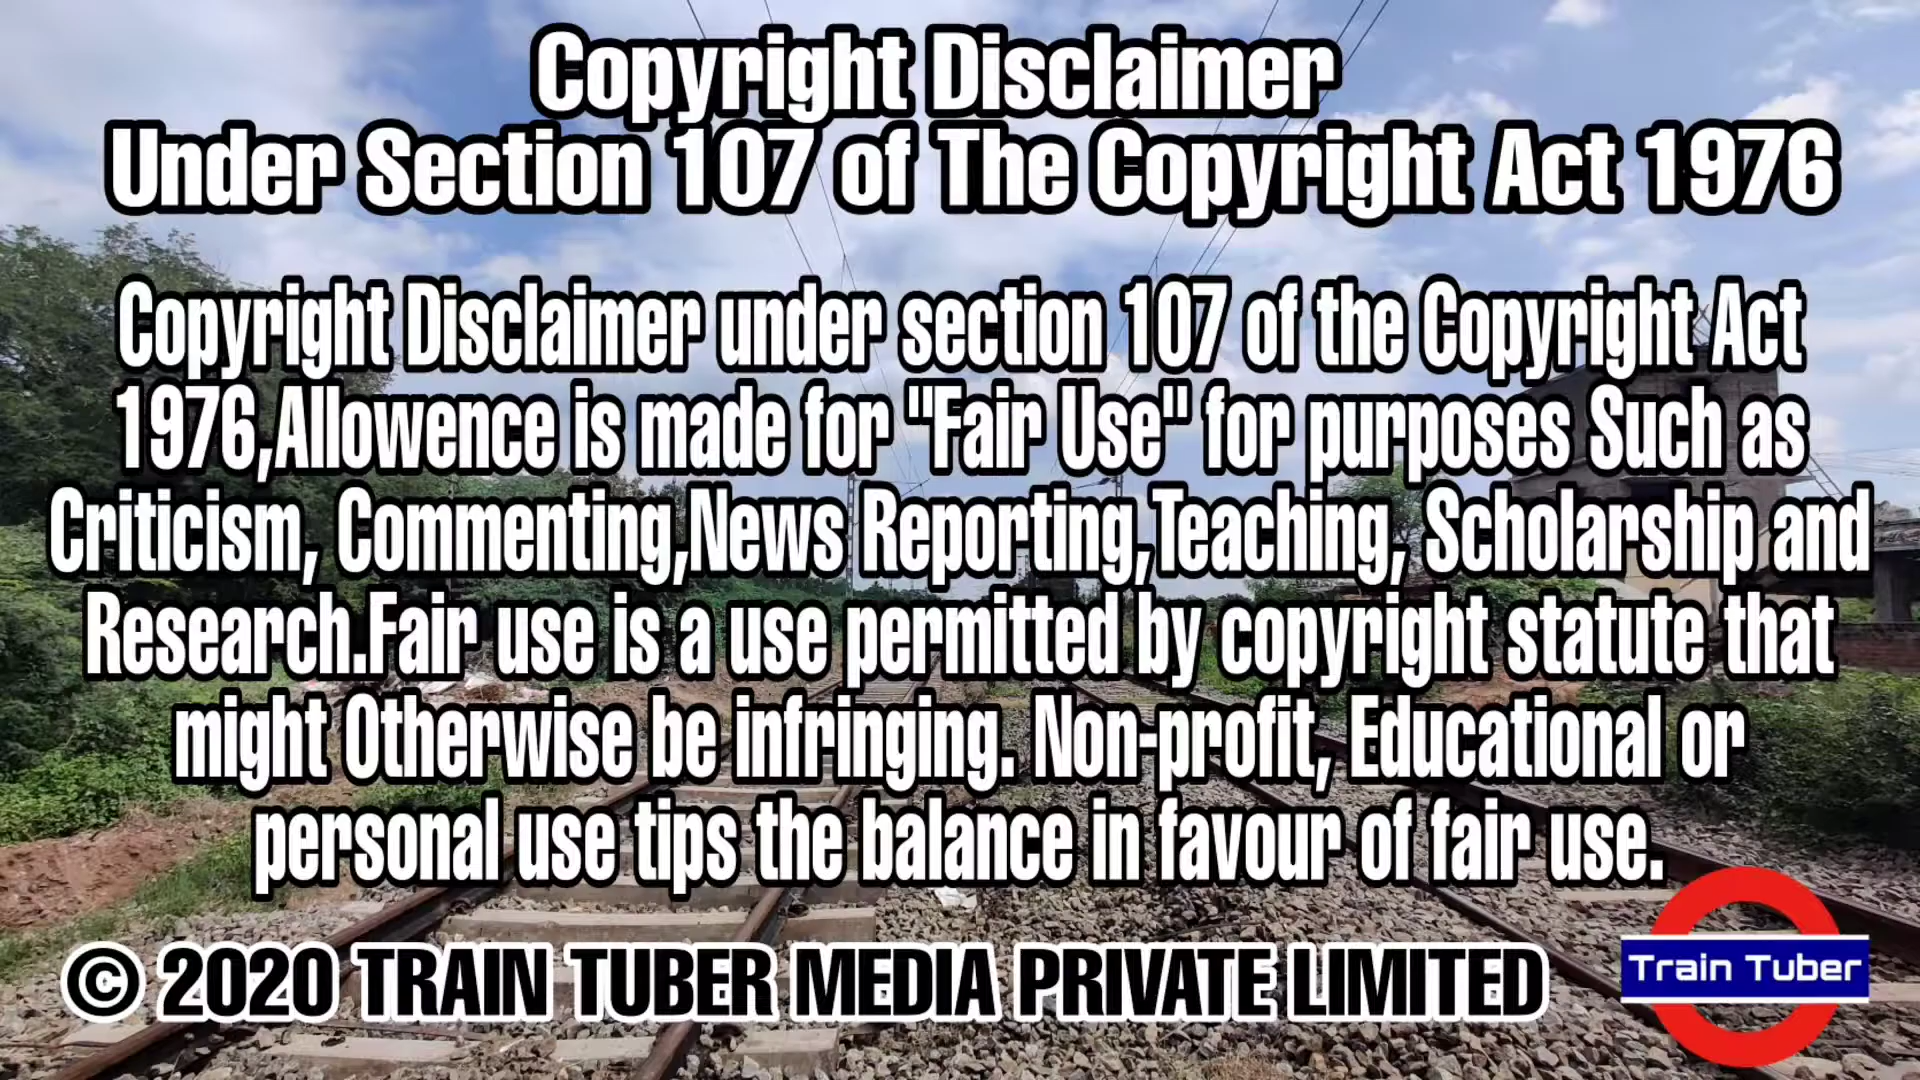 Copyright Disclaimer
Under Section 107 of The Copyright Act 1976
Copyright Disclaimer under section 107 of the Copyright Act
1976,Allowence is made for "Fair Use" for purposes Such as
Criticism, Commenting,News Reporting,Teaching, Scholarship and
Research.Fair use is a use permitted by copyright statute that
might Otherwise be infringing. Non-profit, Educational or
personal use tips the balance in favour of fair use.
© 2020 TRAIN TUBER MEDIA PRIVATE LIMITED
Train Tuber